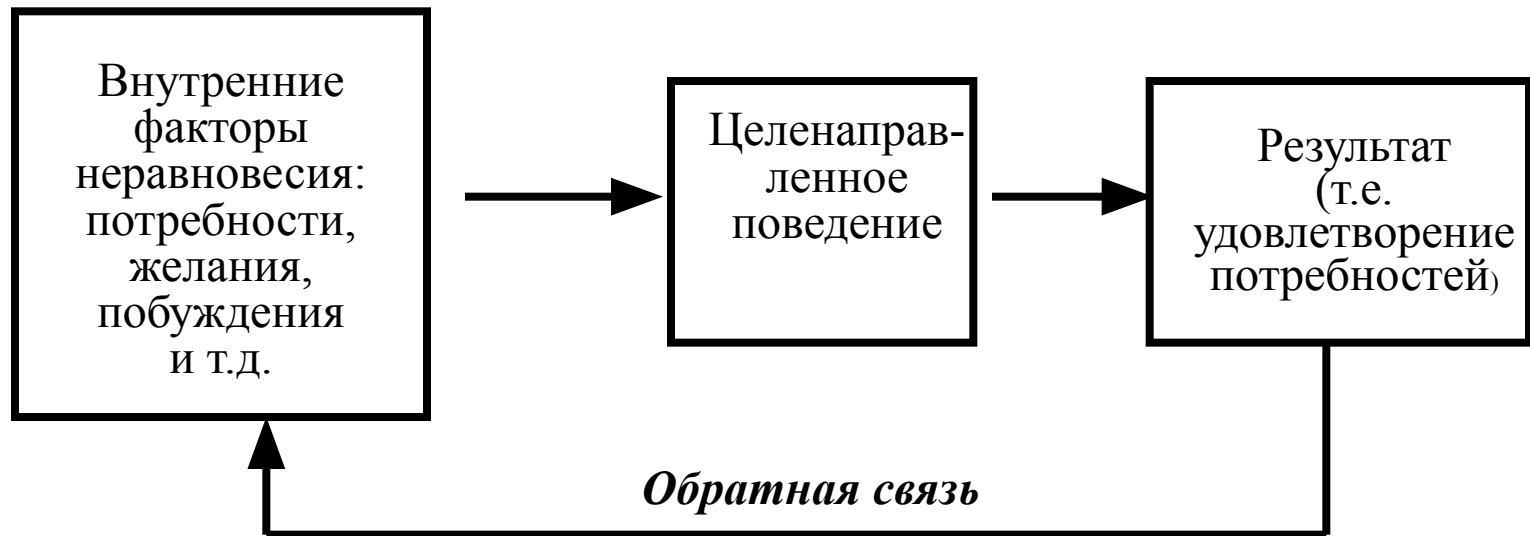 Внутренние
факторы
неравновесия:
потребности,
желания,
побуждения
и т.д.
Целенаправ-
ленное
поведение
Результат
(т.е.
удовлетворение
потребностей)
Обратная связь